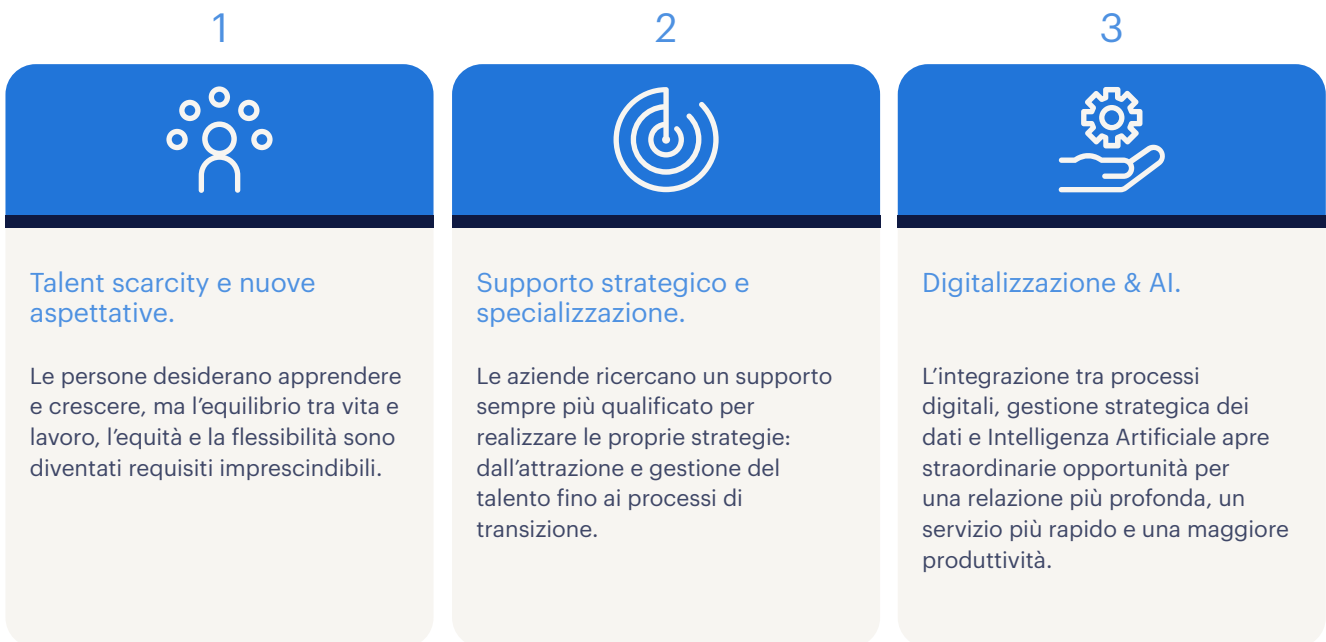 1
Talent scarcity e nuove
aspettative.
Le persone desiderano apprendere
e crescere, ma l’equilibrio tra vita e
lavoro, l’equità e la flessibilità sono
diventati requisiti imprescindibili.
2
Supporto strategico e
specializzazione.
Le aziende ricercano un supporto
sempre più qualificato per
realizzare le proprie strategie:
dall’attrazione e gestione del
talento fino ai processi di
transizione.
3
Digitalizzazione & AI.
L’integrazione tra processi
digitali, gestione strategica dei
dati e Intelligenza Artificiale apre
straordinarie opportunità per
una relazione più profonda, un
servizio più rapido e una maggiore
produttività.